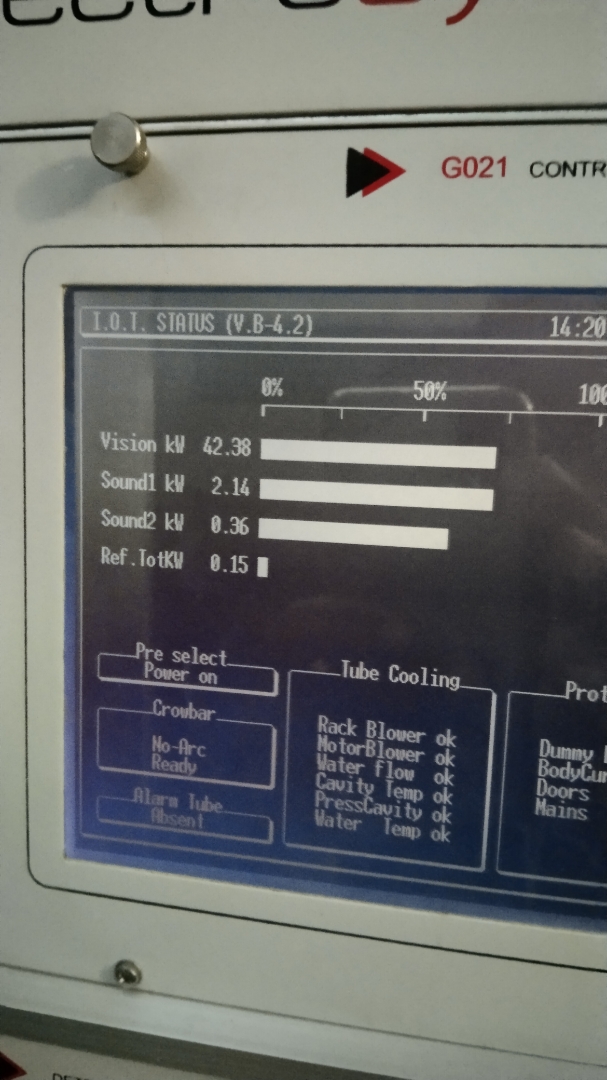 G021 CONTR
I.O.T. STATUS (V.B-4.2) 14:20
0% 50% 100
Vision kW 42.38
Sound1 kW 2.14
Sound2 kW 0.36
Ref.TotKW 0.15
Pre select
Power on
Crowbar
No-Arc
Ready
Alarm Tube
Absent
Tube Cooling
Rack Blower ok
MotorBlower ok
Water flow ok
Cavity Temp ok
PressCavity ok
Water Temp ok
Prot
Dummy
BodyCur
Doors
Mains